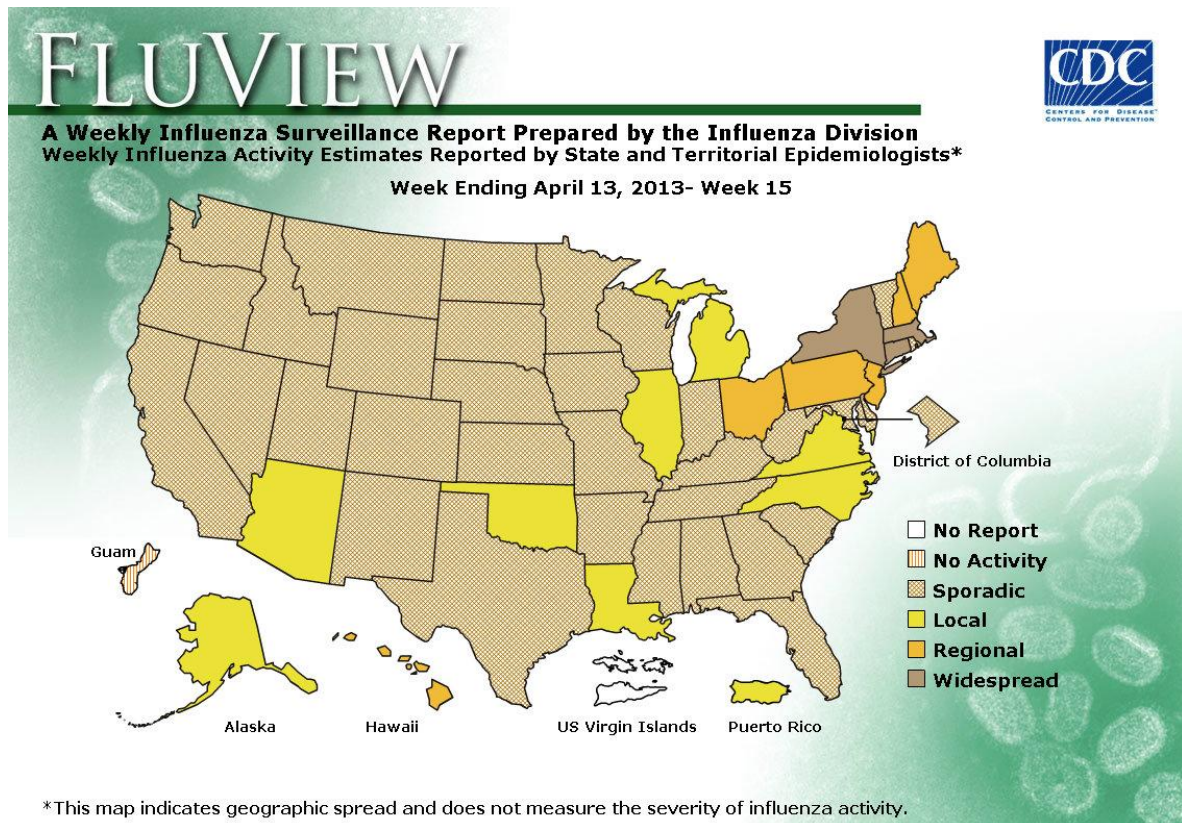 FLUVIEW
CDC
CENTERS FOR DISEASE™
CONTROL AND PREVENTION
A Weekly Influenza Surveillance Report Prepared by the Influenza Division
Weekly Influenza Activity Estimates Reported by State and Territorial Epidemiologists*
Week Ending April 13, 2013- Week 15
District of Columbia
No Report
Guam
No Activity
Sporadic
Local
Regional
Widespread
Alaska
Hawaii
US Virgin Islands
Puerto Rico
*This map indicates geographic spread and does not measure the severity of influenza activity.